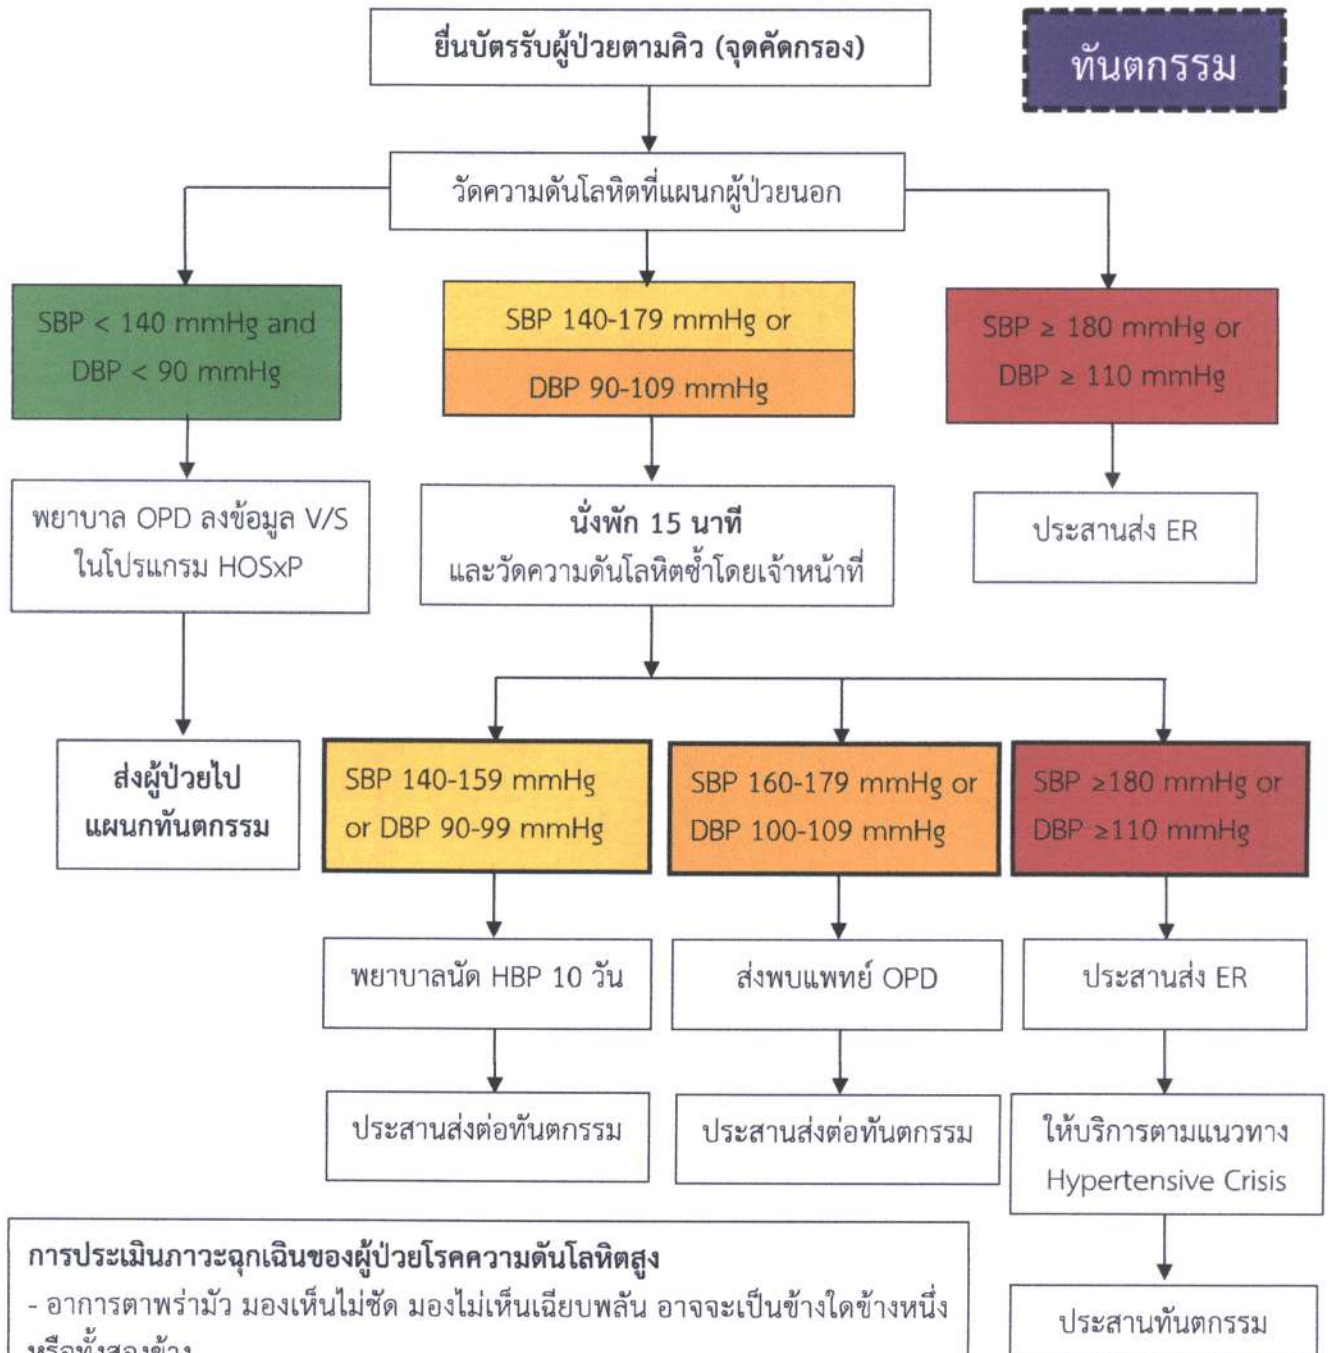 ยื่นบัตรรับผู้ป่วยตามคิว (จุดคัดกรอง)
ทันตกรรม
วัดความดันโลหิตที่แผนกผู้ป่วยนอก
SBP < 140 mmHg and
DBP < 90 mmHg
SBP 140-179 mmHg or
DBP 90-109 mmHg
SBP ≥ 180 mmHg or
DBP ≥ 110 mmHg
พยาบาล OPD ลงข้อมูล V/S
ในโปรแกรม HOSxP
นั่งพัก 15 นาที
และวัดความดันโลหิตซ้ำโดยเจ้าหน้าที่
ประสานส่ง ER
ส่งผู้ป่วยไป
แผนกทันตกรรม
SBP 140-159 mmHg
or DBP 90-99 mmHg
SBP 160-179 mmHg or
DBP 100-109 mmHg
SBP ≥180 mmHg or
DBP ≥110 mmHg
พยาบาลนัด HBP 10 วัน
ส่งพบแพทย์ OPD
ประสานส่ง ER
ประสานส่งต่อทันตกรรม
ประสานส่งต่อทันตกรรม
ให้บริการตามแนวทาง
Hypertensive Crisis
การประเมินภาวะฉุกเฉินของผู้ป่วยโรคความดันโลหิตสูง
- อาการตาพร่ามัว มองเห็นไม่ชัด มองไม่เห็นเฉียบพลัน อาจจะเป็นข้างใดข้างหนึ่ง
หรือทั้งสองข้าง
ประสานทันตกรรม